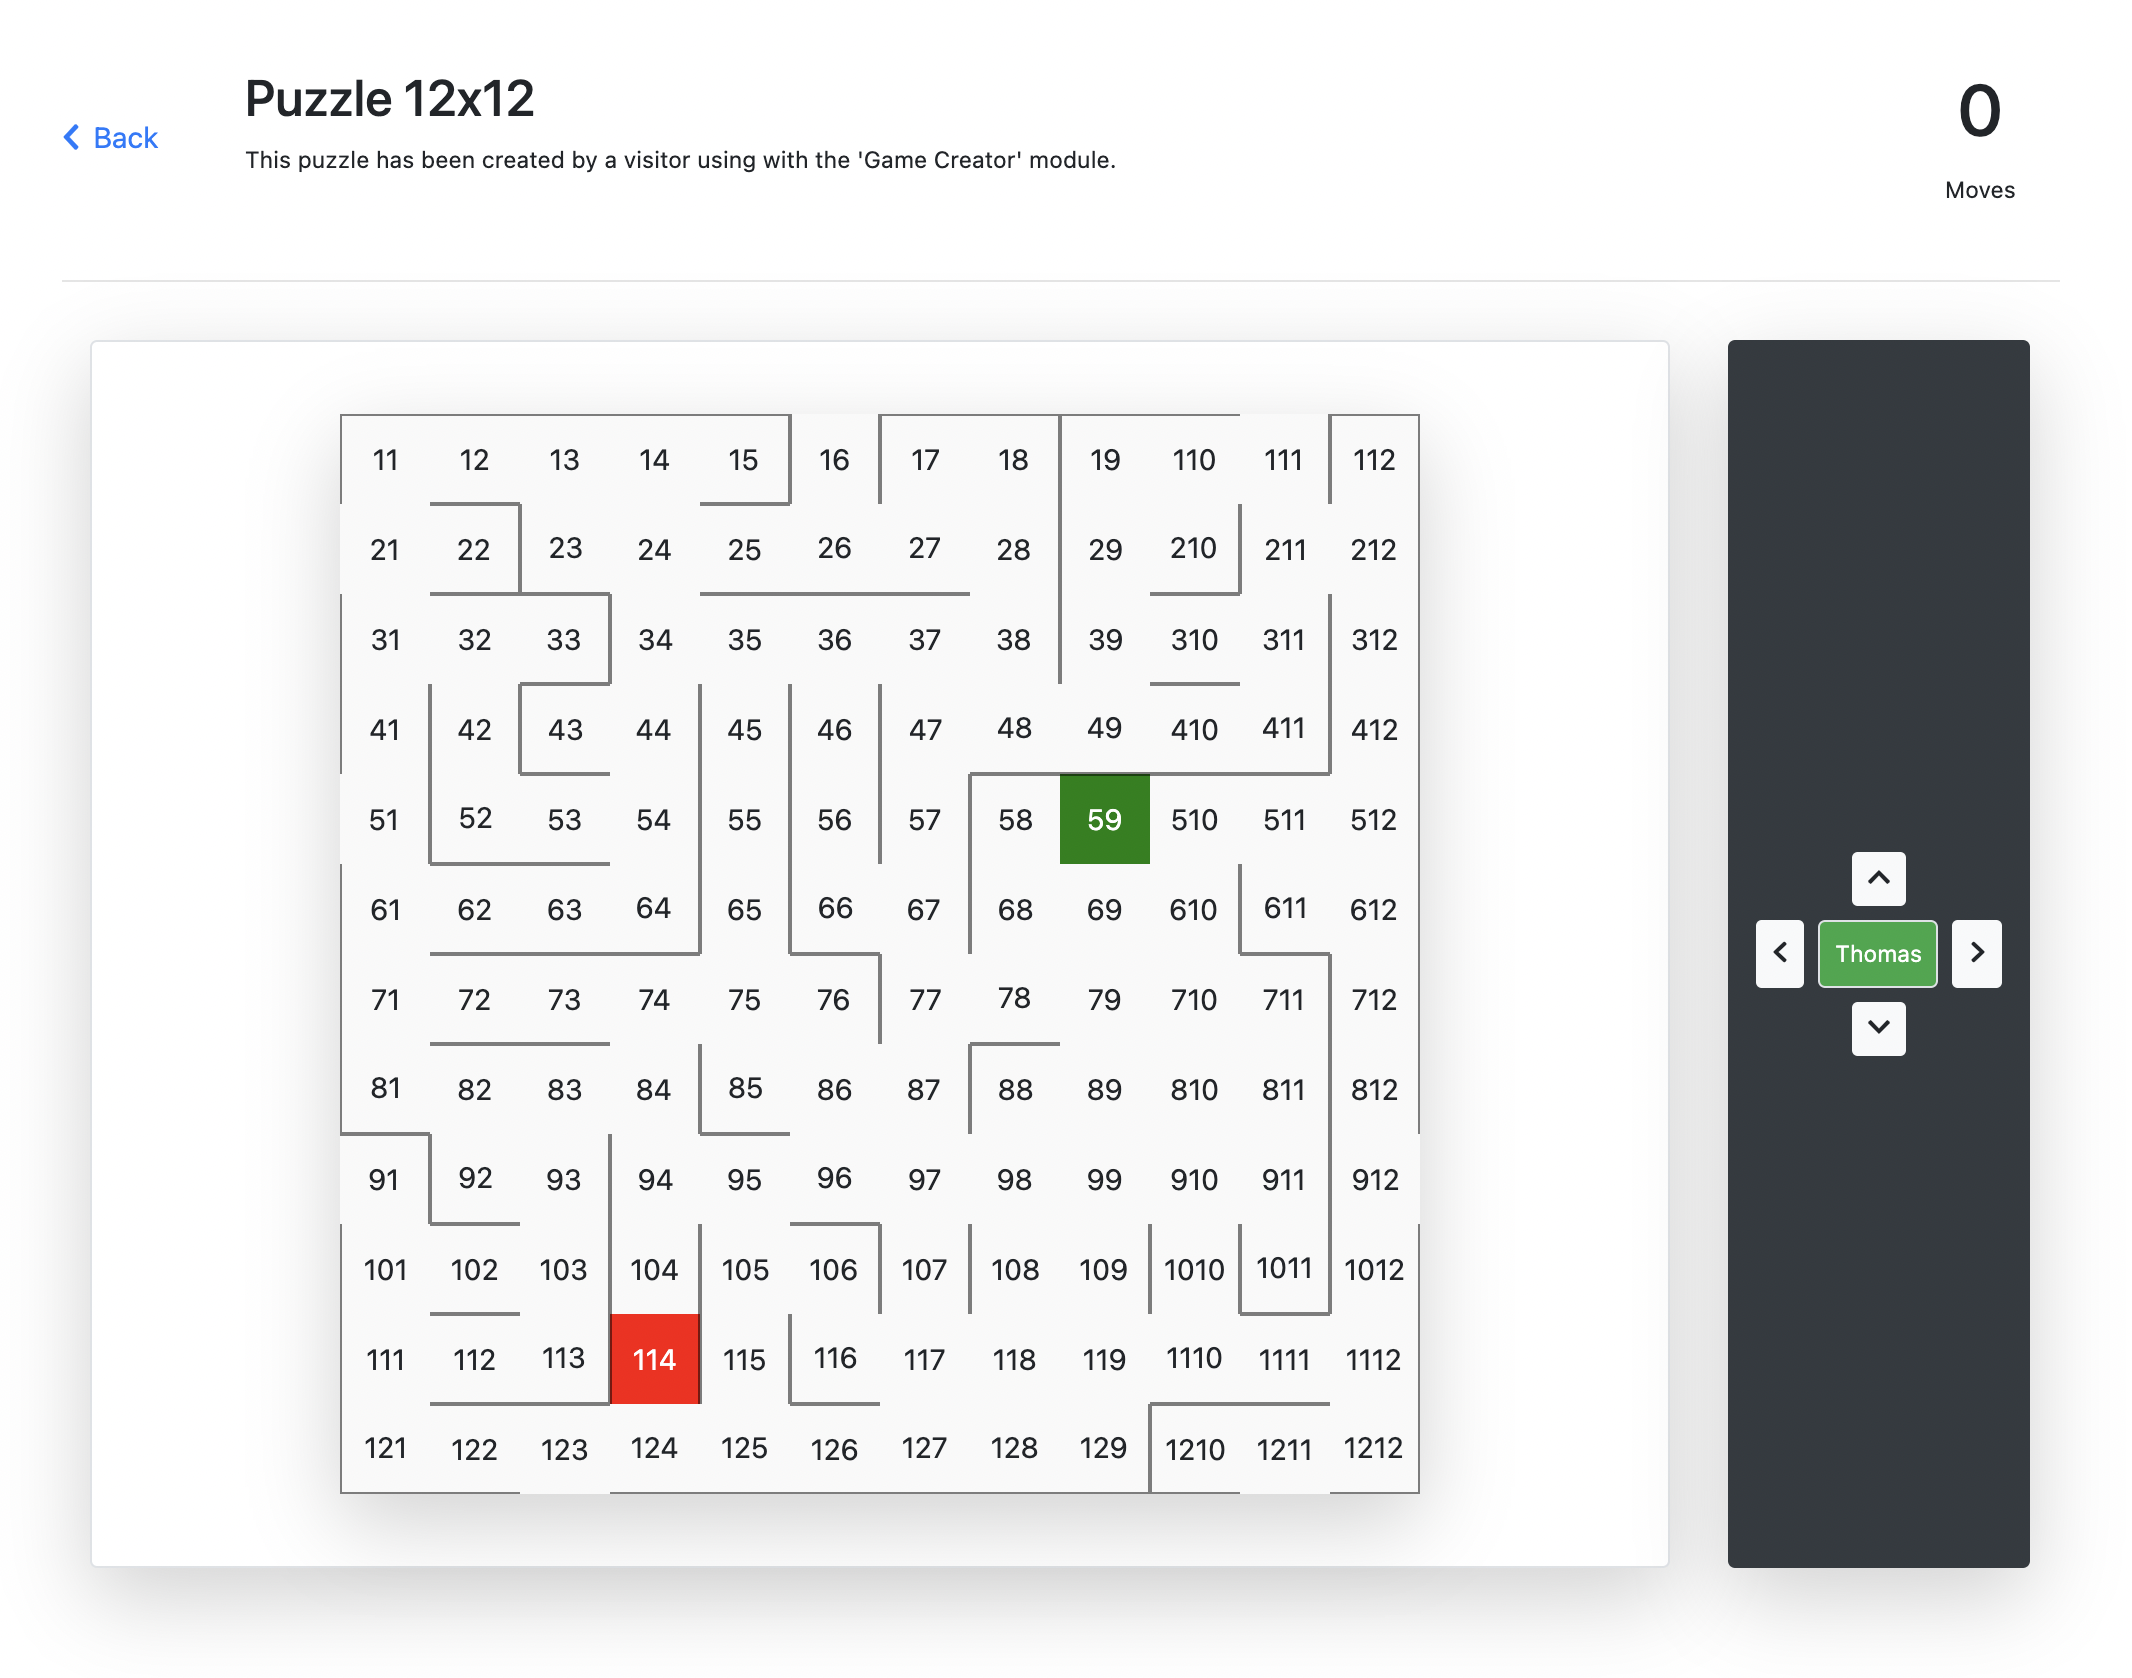 Back
Puzzle 12x12
This puzzle has been created by a visitor using with the 'Game Creator' module.
0
Moves
11 12 13 14 15 16 17 18 19 110 111 112
21 22 23 24 25 26 27 28 29 210 211 212
31 32 33 34 35 36 37 38 39 310 311 312
41 42 43 44 45 46 47 48 49 410 411 412
51 52 53 54 55 56 57 58 59 510 511 512
61 62 63 64 65 66 67 68 69 610 611 612
71 72 73 74 75 76 77 78 79 710 711 712
81 82 83 84 85 86 87 88 89 810 811 812
91 92 93 94 95 96 97 98 99 910 911 912
101 102 103 104 105 106 107 108 109 1010 1011 1012
111 112 113 114 115 116 117 118 119 1110 1111 1112
121 122 123 124 125 126 127 128 129 1210 1211 1212
Thomas